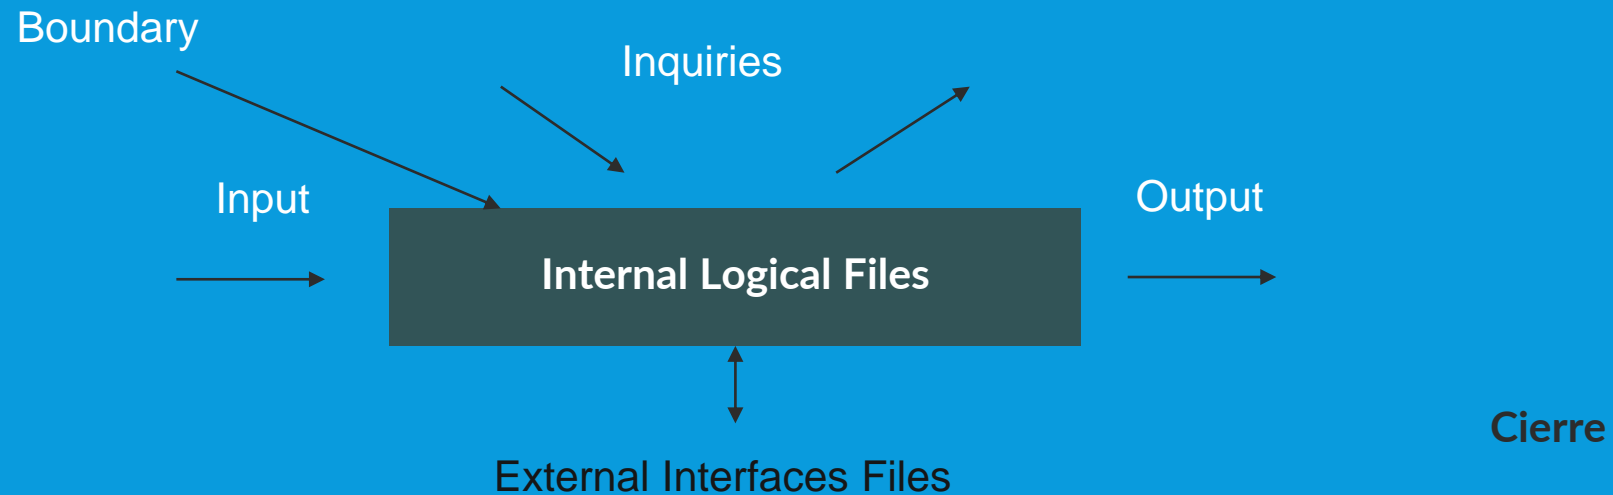 Boundary
Inquiries
Input
Output
Internal Logical Files
Cierre
External Interfaces Files